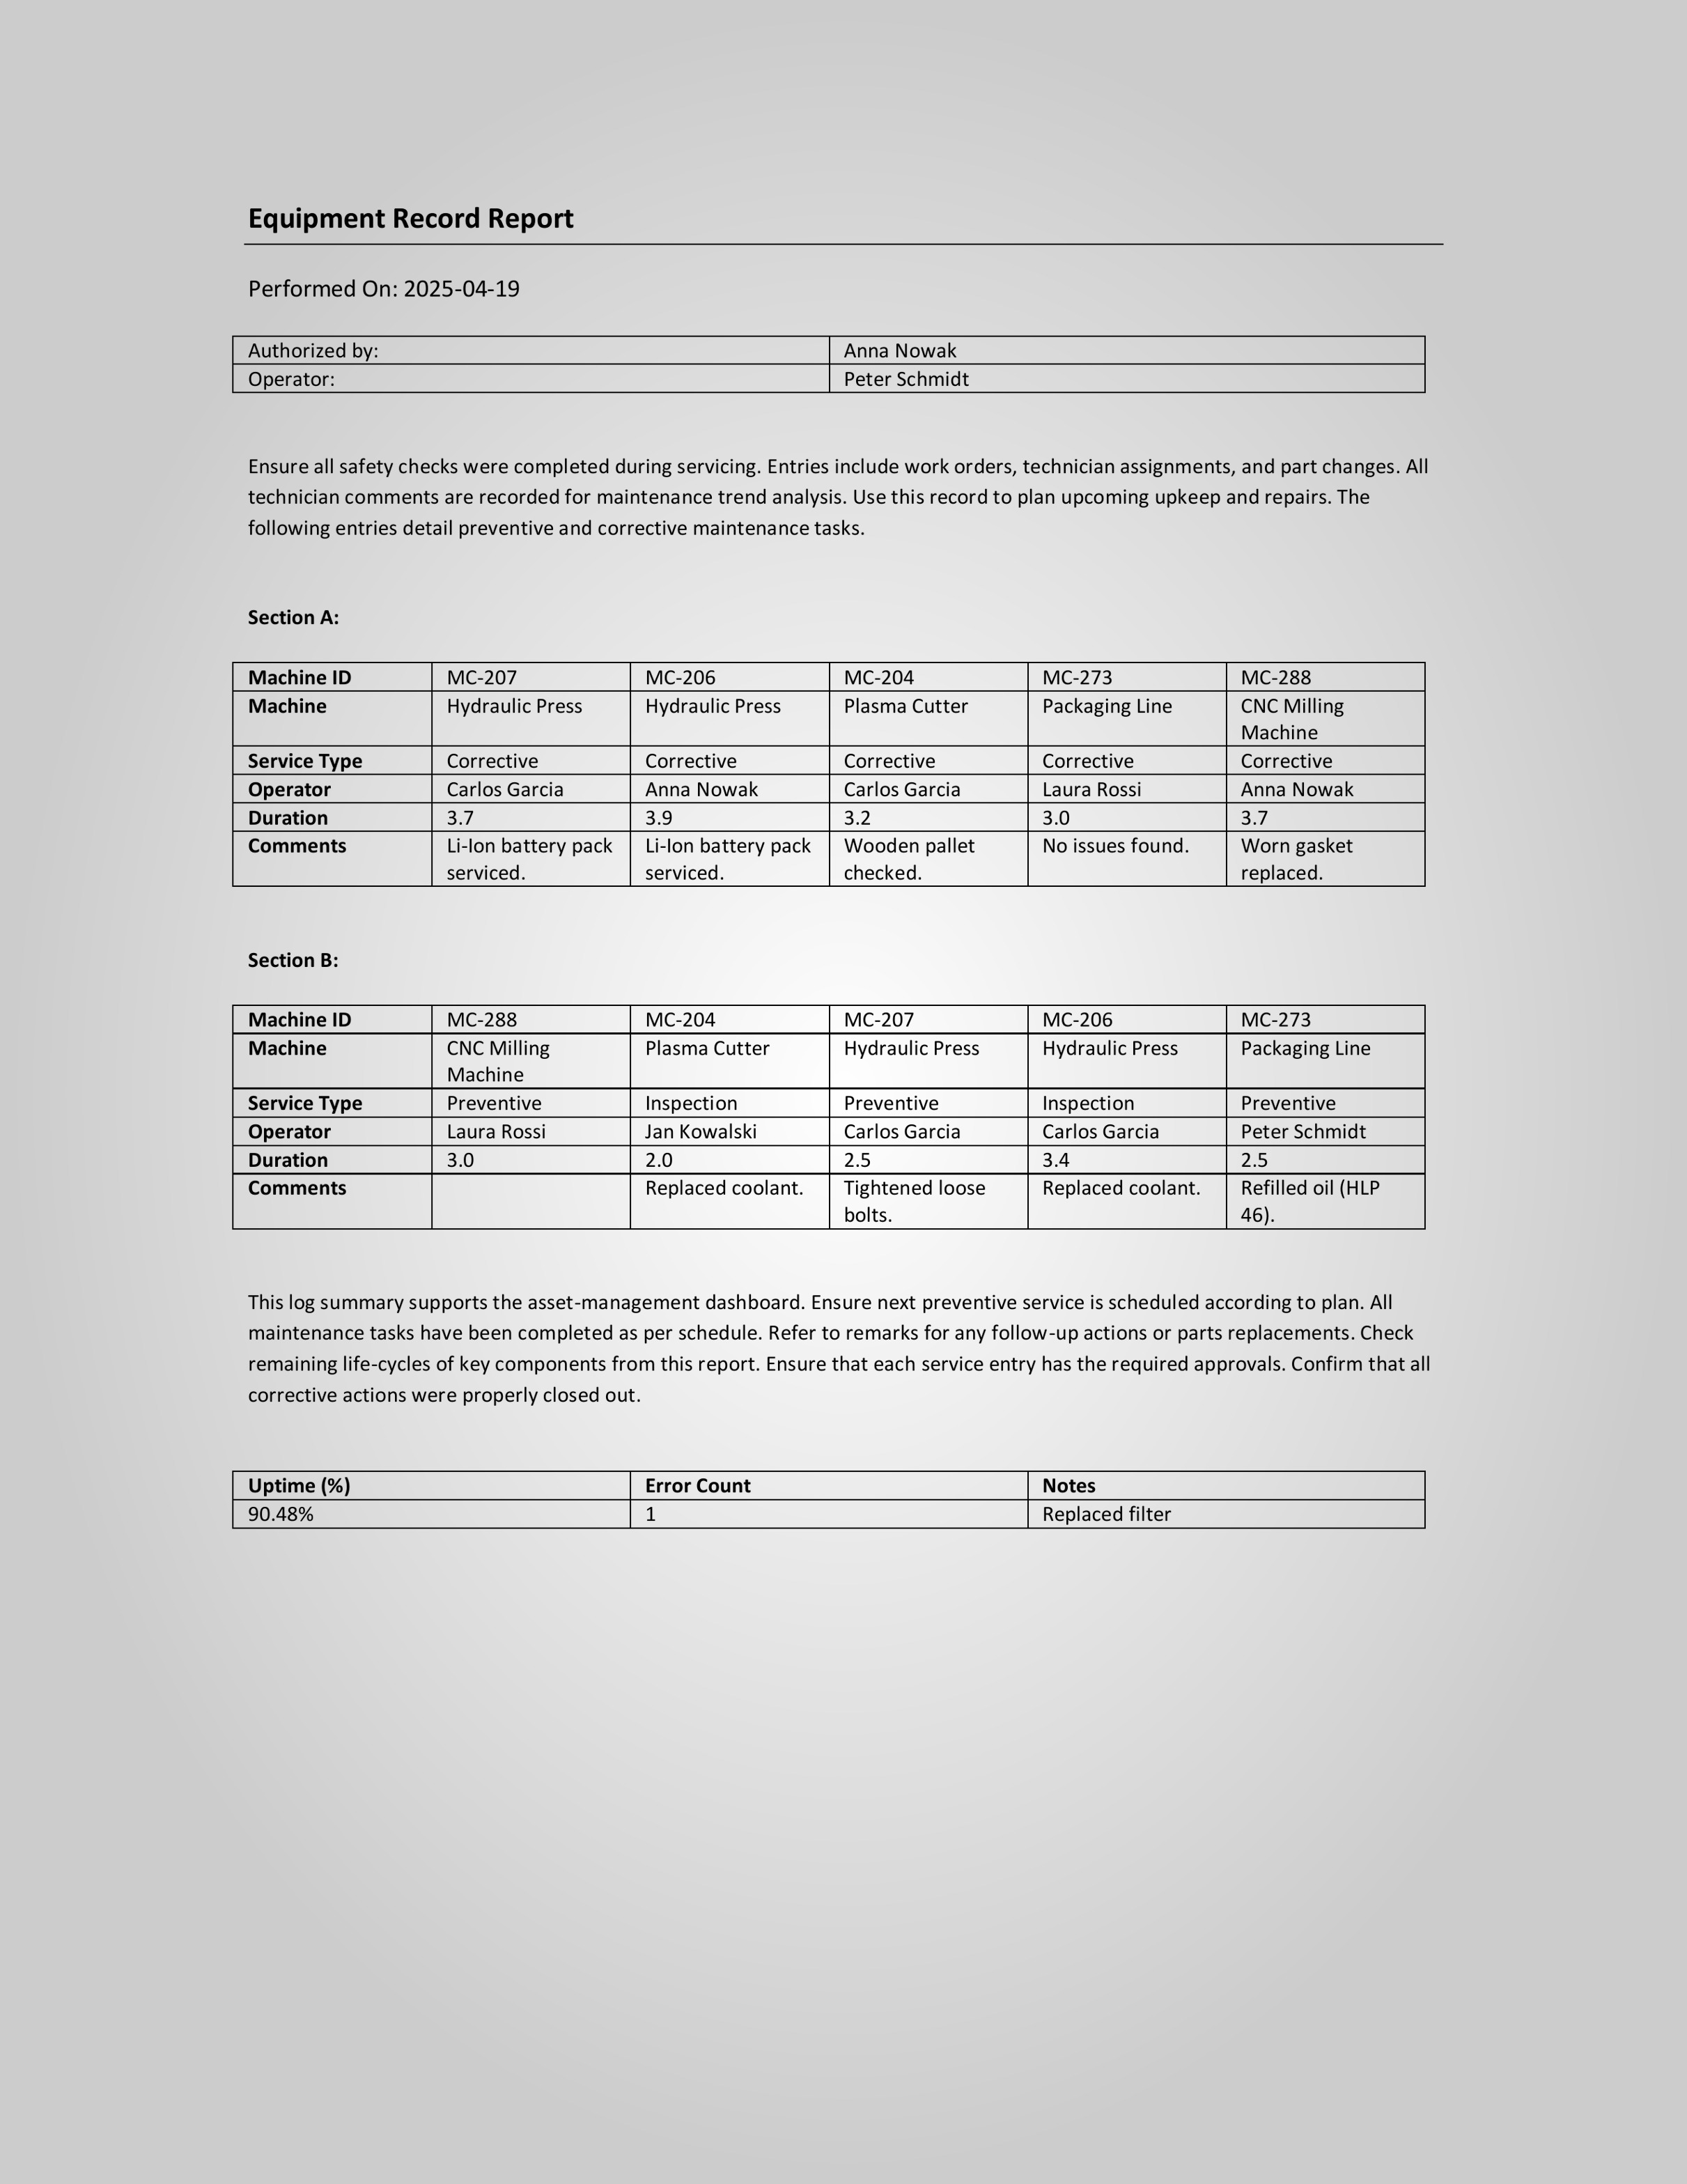 Equipment Record Report
Performed On: 2025-04-19
Authorized by: Anna Nowak
Operator: Peter Schmidt
Ensure all safety checks were completed during servicing. Entries include work orders, technician assignments, and part changes. All
technician comments are recorded for maintenance trend analysis. Use this record to plan upcoming upkeep and repairs. The
following entries detail preventive and corrective maintenance tasks.
Section A:
Machine ID MC-207 MC-206 MC-204 MC-273 MC-288
Machine Hydraulic Press Hydraulic Press Plasma Cutter Packaging Line CNC Milling
Machine
Service Type Corrective Corrective Corrective Corrective Corrective
Operator Carlos Garcia Anna Nowak Carlos Garcia Laura Rossi Anna Nowak
Duration 3.7 3.9 3.2 3.0 3.7
Comments Li-Ion battery pack Li-Ion battery pack Wooden pallet No issues found. Worn gasket
serviced. serviced. checked. replaced.
Section B:
Machine ID MC-288 MC-204 MC-207 MC-206 MC-273
Machine CNC Milling Plasma Cutter Hydraulic Press Hydraulic Press Packaging Line
Machine
Service Type Preventive Inspection Preventive Inspection Preventive
Operator Laura Rossi Jan Kowalski Carlos Garcia Carlos Garcia Peter Schmidt
Duration 3.0 2.0 2.5 3.4 2.5
Comments Replaced coolant. Tightened loose Replaced coolant. Refilled oil (HLP
bolts. 46).
This log summary supports the asset-management dashboard. Ensure next preventive service is scheduled according to plan. All
maintenance tasks have been completed as per schedule. Refer to remarks for any follow-up actions or parts replacements. Check
remaining life-cycles of key components from this report. Ensure that each service entry has the required approvals. Confirm that all
corrective actions were properly closed out.
Uptime (%) Error Count Notes
90.48% 1 Replaced filter